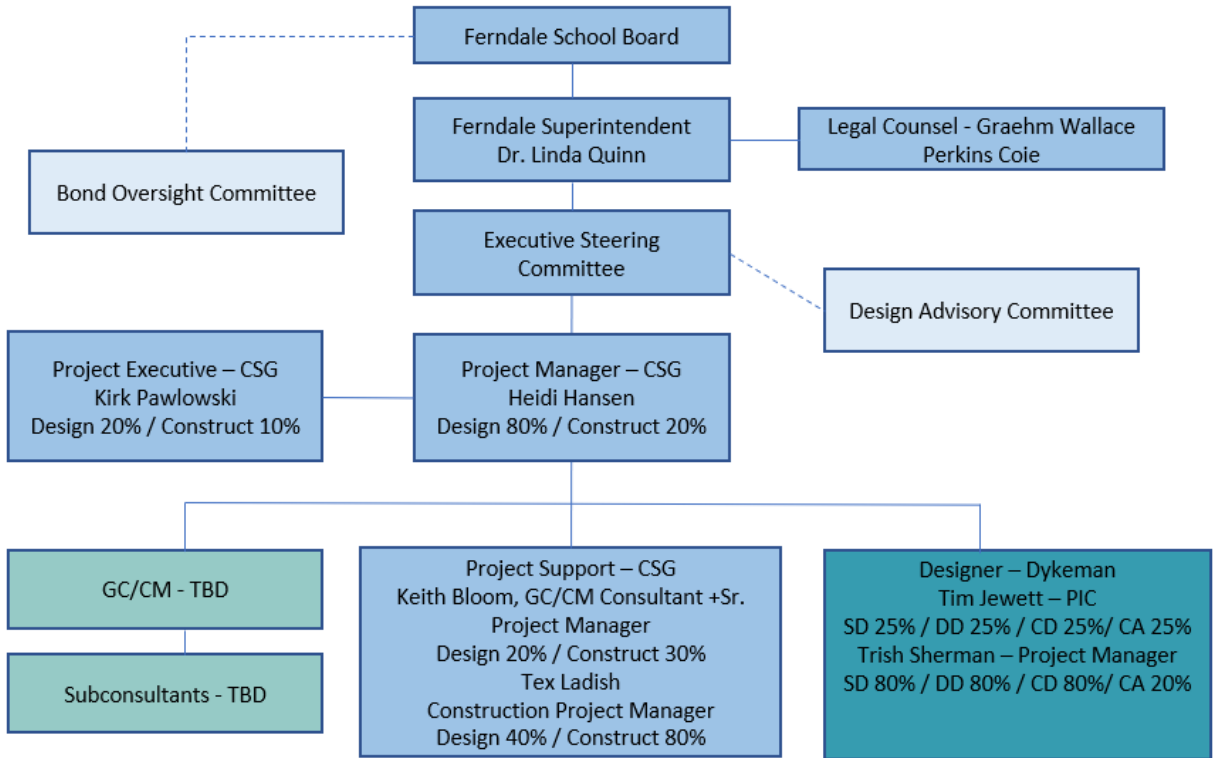 Ferndale School Board
Ferndale Superintendent
Dr. Linda Quinn
Legal Counsel - Graehm Wallace
Perkins Coie
Bond Oversight Committee
Executive Steering
Committee
Design Advisory Committee
Project Executive – CSG
Kirk Pawlowski
Design 20% / Construct 10%
Project Manager – CSG
Heidi Hansen
Design 80% / Construct 20%
GC/CM - TBD
Subconsultants - TBD
Project Support – CSG
Keith Bloom, GC/CM Consultant +Sr.
Project Manager
Design 20% / Construct 30%
Tex Ladish
Construction Project Manager
Design 40% / Construct 80%
Designer – Dykeman
Tim Jewett – PIC
SD 25% / DD 25% / CD 25%/ CA 25%
Trish Sherman – Project Manager
SD 80% / DD 80% / CD 80%/ CA 20%